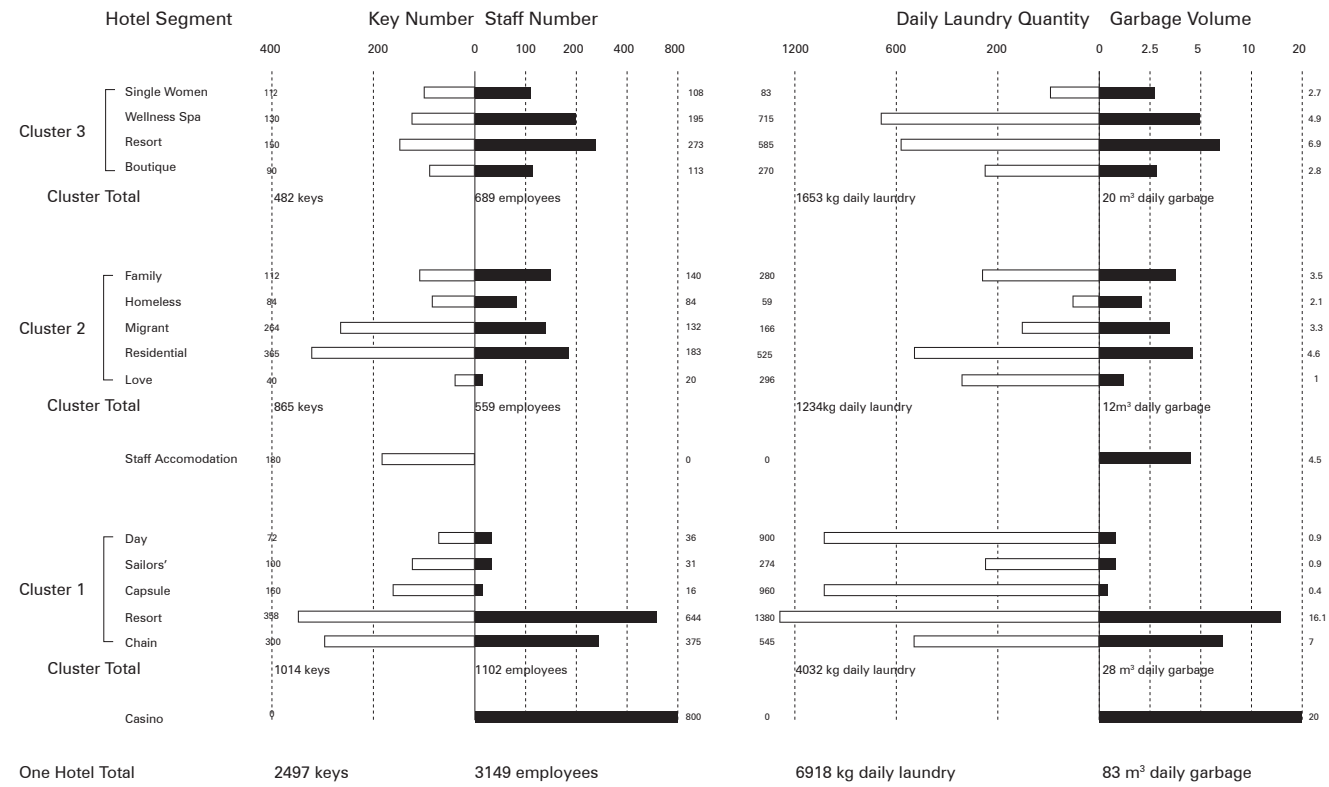 Hotel Segment Key Number Staff Number Daily Laundry Quantity Garbage Volume
400 200 0 100 200 400 800 1200 600 200 0 2.5 5 10 20
Single Women 112 108 83 2.7
Wellness Spa 130 195 715 4.9
Cluster 3
Resort 150 273 585 6.9
Boutique 90 113 270 2.8
Cluster Total 482 keys 689 employees 1653 kg daily laundry 20 m³ daily garbage
Family 112 140 280 3.5
Homeless 84 84 59 2.1
Cluster 2 Migrant 264 132 166 3.3
Residential 365 183 525 4.6
Love 40 20 296 1
Cluster Total 865 keys 559 employees 1234kg daily laundry 12m³ daily garbage
Staff Accomodation 180 0 0 4.5
Day 72 36 900 0.9
Sailors’ 100 31 274 0.9
Cluster 1 Capsule 160 16 960 0.4
Resort 358 644 1380 16.1
Chain 300 375 545 7
Cluster Total 1014 keys 1102 employees 4032 kg daily laundry 28 m³ daily garbage
Casino 0 800 0 20
One Hotel Total 2497 keys 3149 employees 6918 kg daily laundry 83 m³ daily garbage